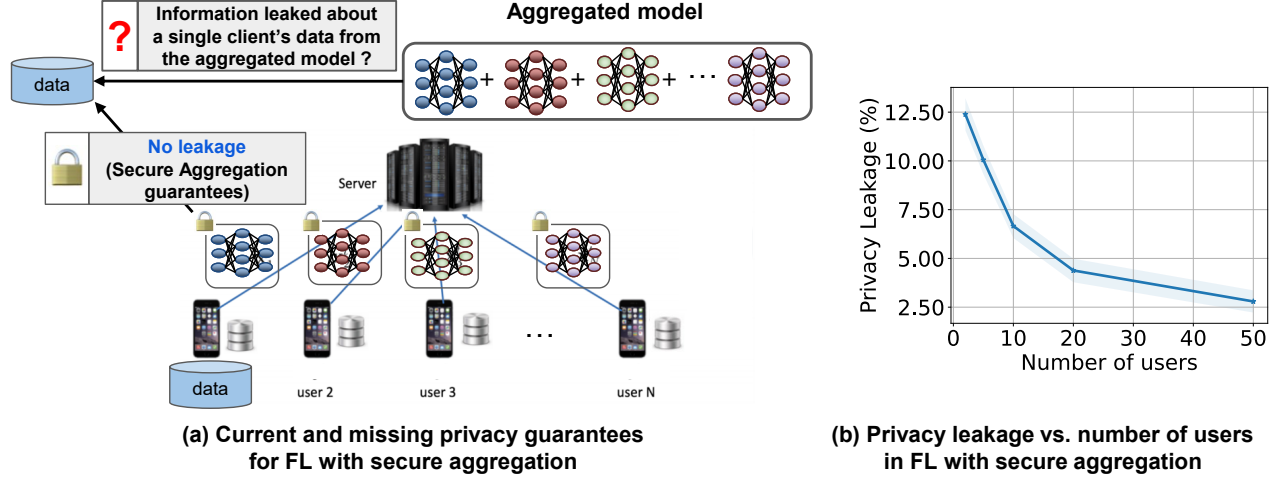 ?
Information leaked about
a single client's data from
the aggregated model ?
Aggregated model
data
+ + + ...
No leakage
(Secure Aggregation
guarantees)
Server
...
data
user 2
user 3
user N
(a) Current and missing privacy guarantees
for FL with secure aggregation
Privacy Leakage (%)
12.50
10.00
7.50
5.00
2.50
0 10 20 30 40 50
Number of users
(b) Privacy leakage vs. number of users
in FL with secure aggregation